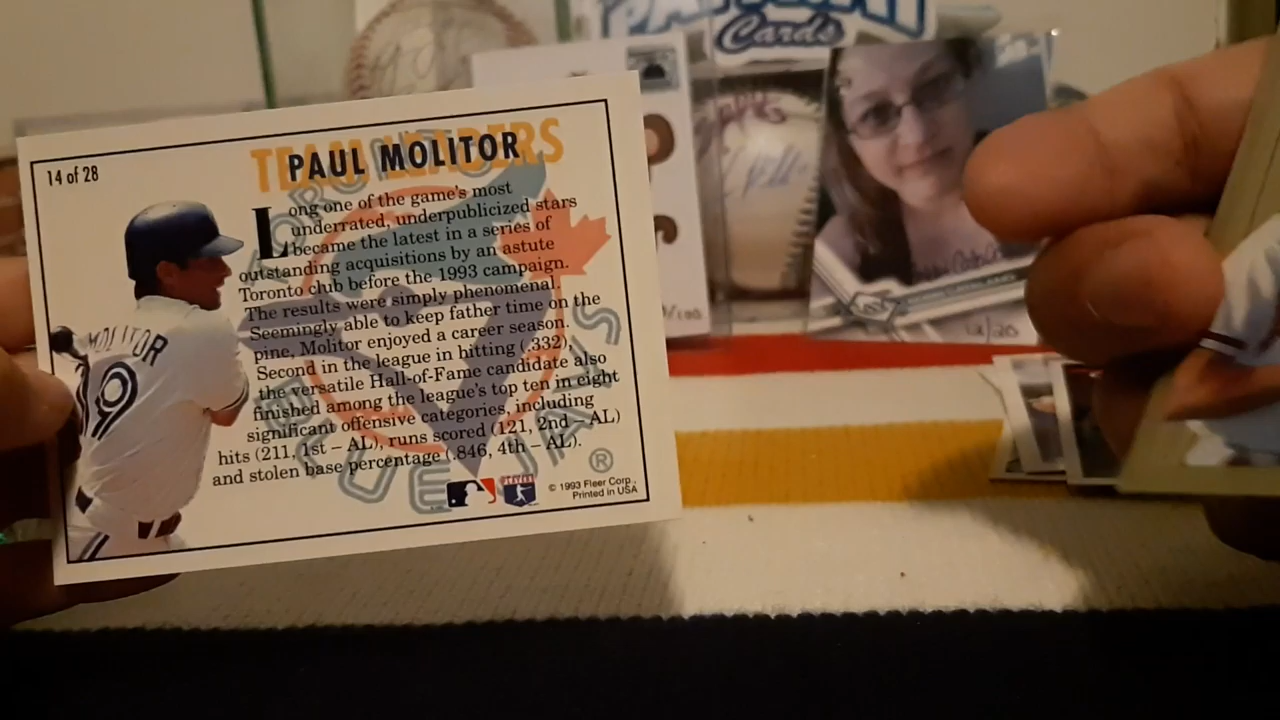 Cards
14 of 28
TEAM LEADERS
PAUL MOLITOR
Long one of the game's most
underrated, underpublicized stars
became the latest in a series of
outstanding acquisitions by an astute
Toronto club before the 1993 campaign.
The results were simply phenomenal.
Seemingly able to keep father time on the
pine, Molitor enjoyed a career season.
Second in the league in hitting (.332),
the versatile Hall-of-Fame candidate also
finished among the league's top ten in eight
significant offensive categories, including
hits (211, 1st – AL), runs scored (121, 2nd – AL)
and stolen base percentage (.846, 4th – AL).
TORONTO
BLUE JAYS
MOLITOR
19
®
© 1993 Fleer Corp.,
Printed in USA
12/20